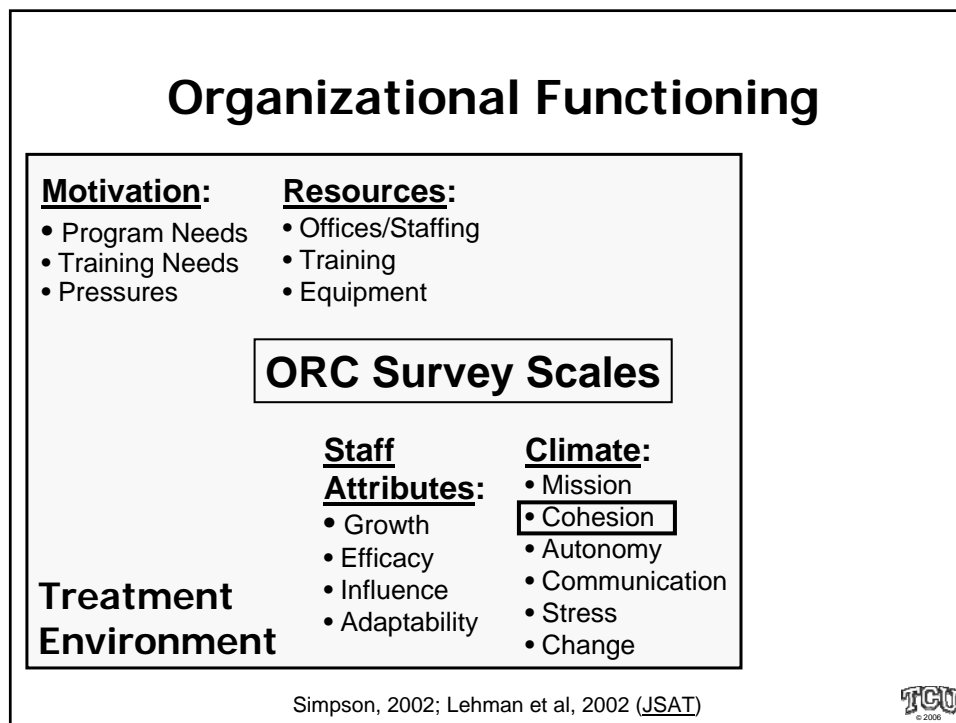 Organizational Functioning
Motivation:
• Program Needs
• Training Needs
• Pressures
Resources:
• Offices/Staffing
• Training
• Equipment
ORC Survey Scales
Staff
Attributes:
• Growth
• Efficacy
• Influence
• Adaptability
Climate:
• Mission
• Cohesion
• Autonomy
• Communication
• Stress
• Change
Treatment
Environment
Simpson, 2002; Lehman et al, 2002 (JSAT)
TCU
© 2006